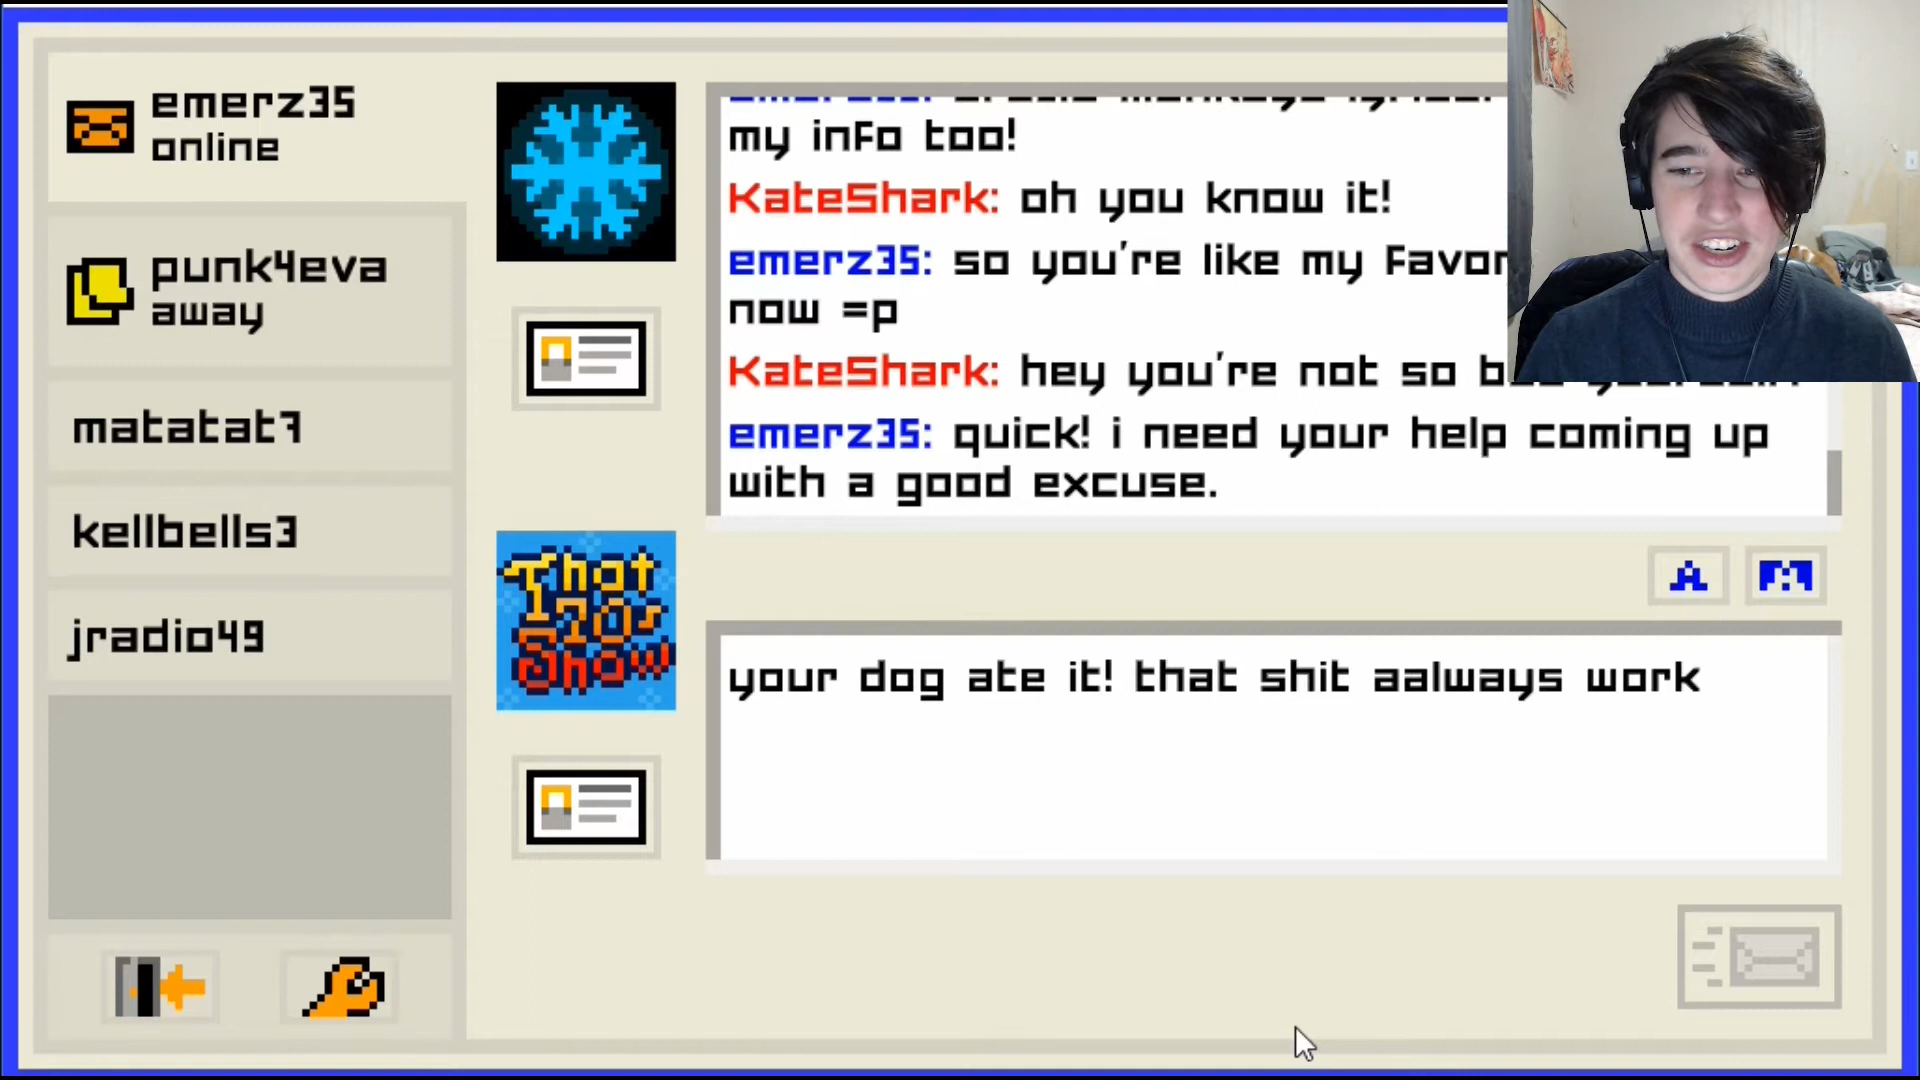 emerz35
online
punk4eva
away
matatat7
kellbells3
jradio49
my info too!
KateShark: oh you know it!
emerz35: so you're like my favor
now =p
KateShark: hey you're not so
emerz35: quick! i need your help coming up
with a good excuse.
That
70s
Show
A
M
your dog ate it! that shit aalways work